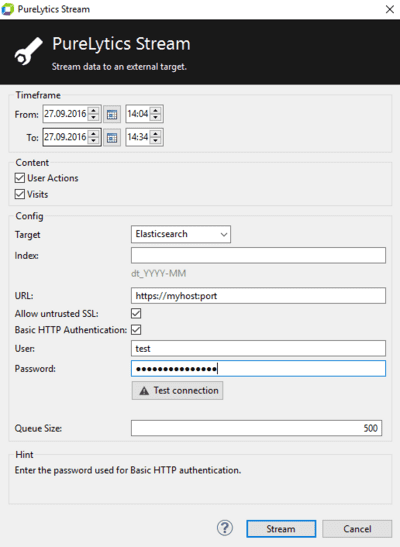 PureLytics Stream
PureLytics Stream
Stream data to an external target.
Timeframe
From: 27.09.2016 14:04
To: 27.09.2016 14:34
Content
User Actions
Visits
Config
Target Elasticsearch
Index:
dt_YYYY-MM
URL: https://myhost:port
Allow untrusted SSL:
Basic HTTP Authentication:
User: test
Password: ●●●●●●●●●●●●●●●
Test connection
Queue Size: 500
Hint
Enter the password used for Basic HTTP authentication.
? Stream Cancel